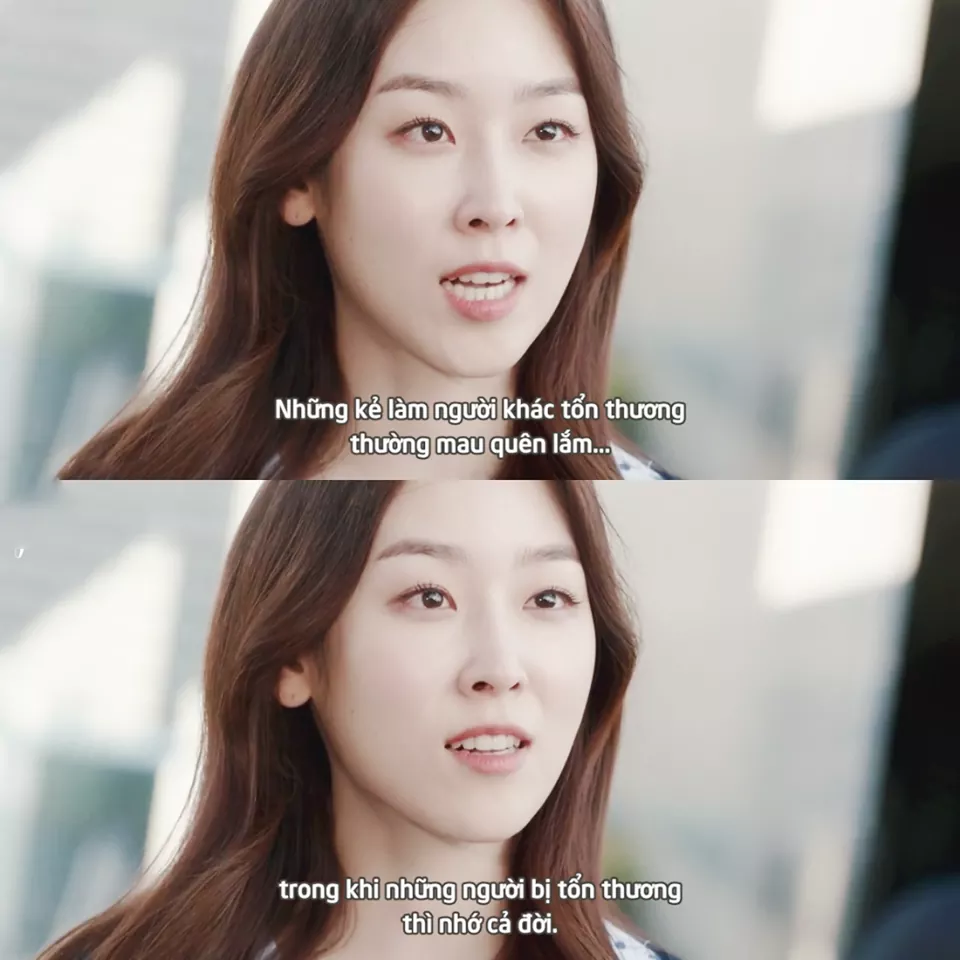 Những kẻ làm người khác tổn thương
thường mau quên lắm...
trong khi những người bị tổn thương
thì nhớ cả đời.